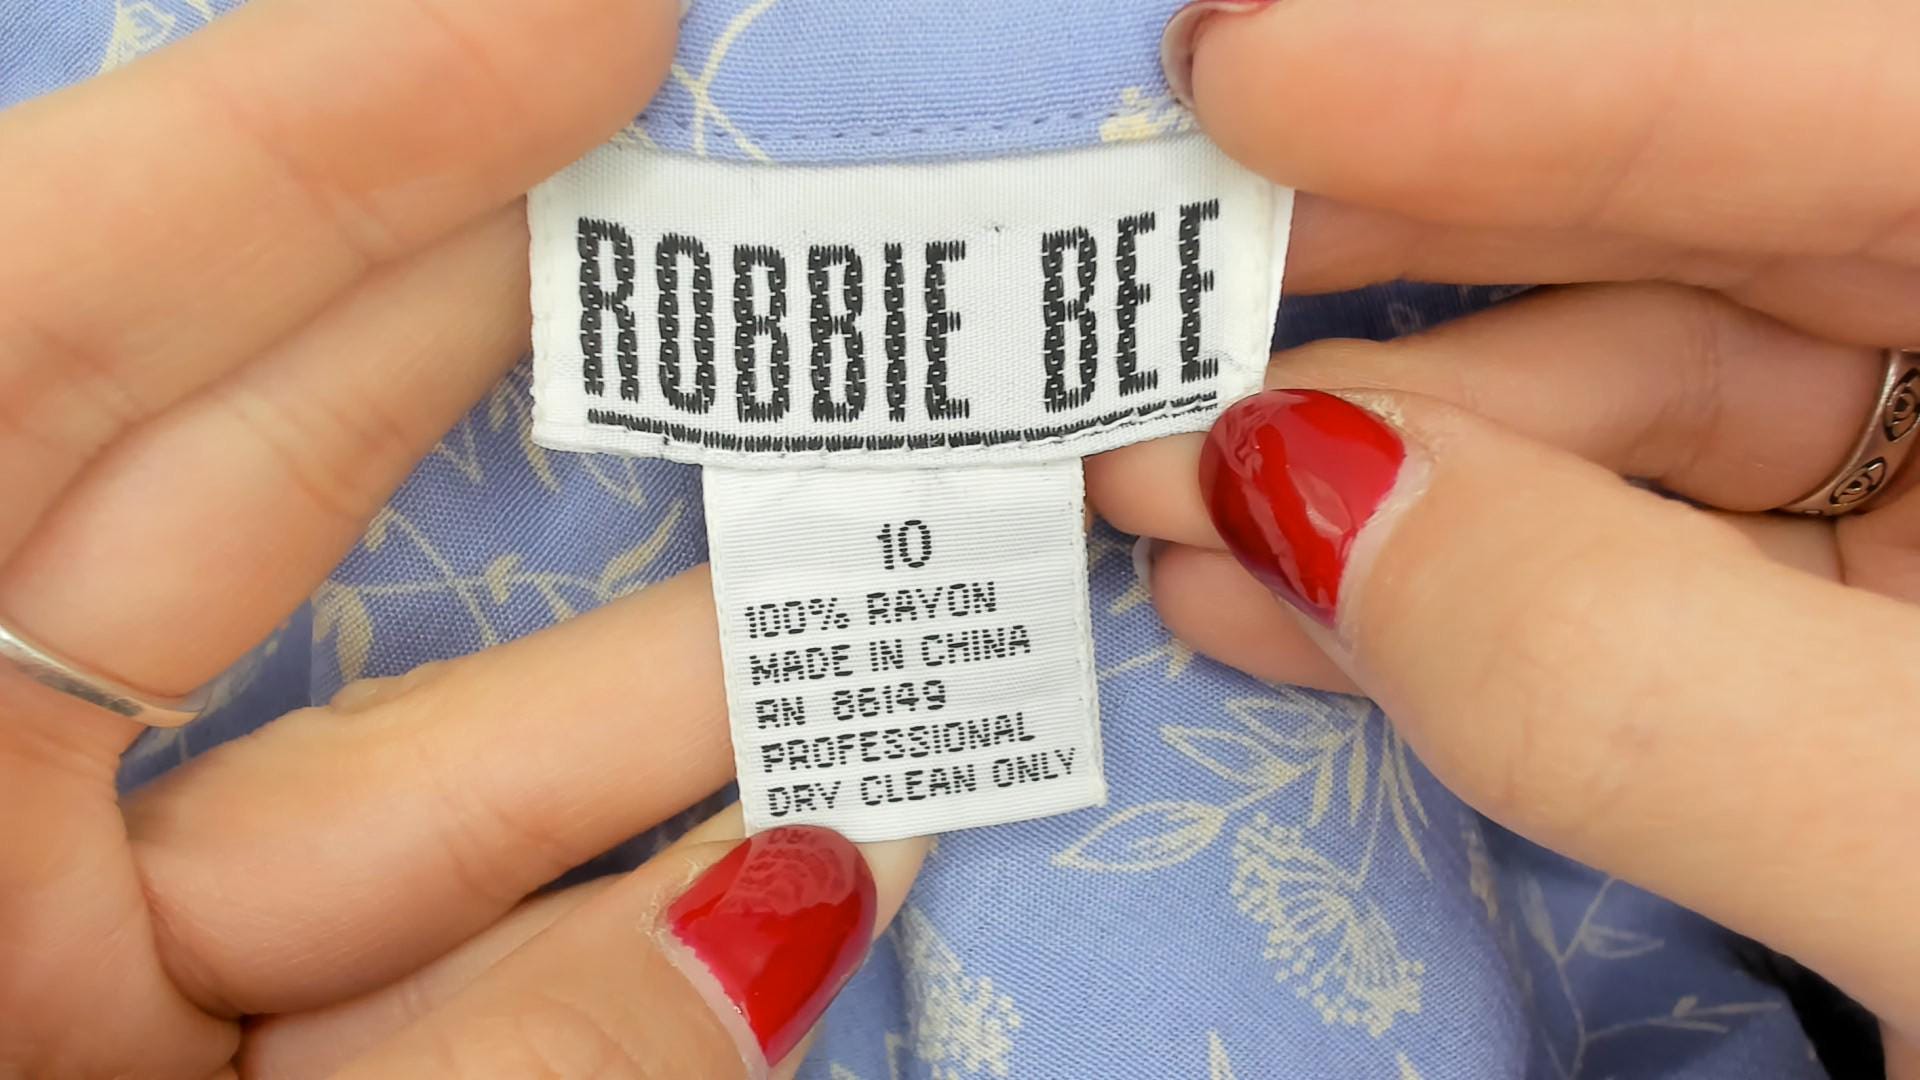 ROBBIE BEE
10
100% RAYON
MADE IN CHINA
RN 86149
PROFESSIONAL
DRY CLEAN ONLY